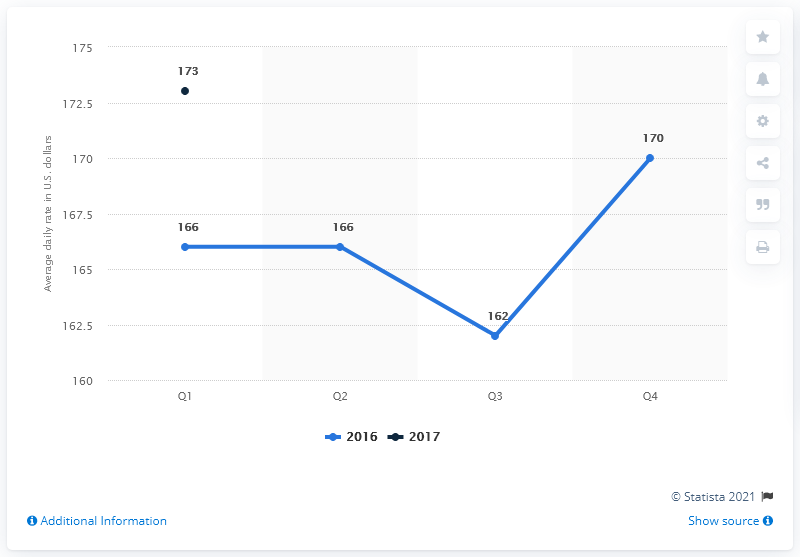 175
173
172.5
170
170
167.5
166
166
165
162
162.5
160
Average daily rate in U.S. dollars
Q1 Q2 Q3 Q4
2016 2017
© Statista 2021
Additional Information
Show source